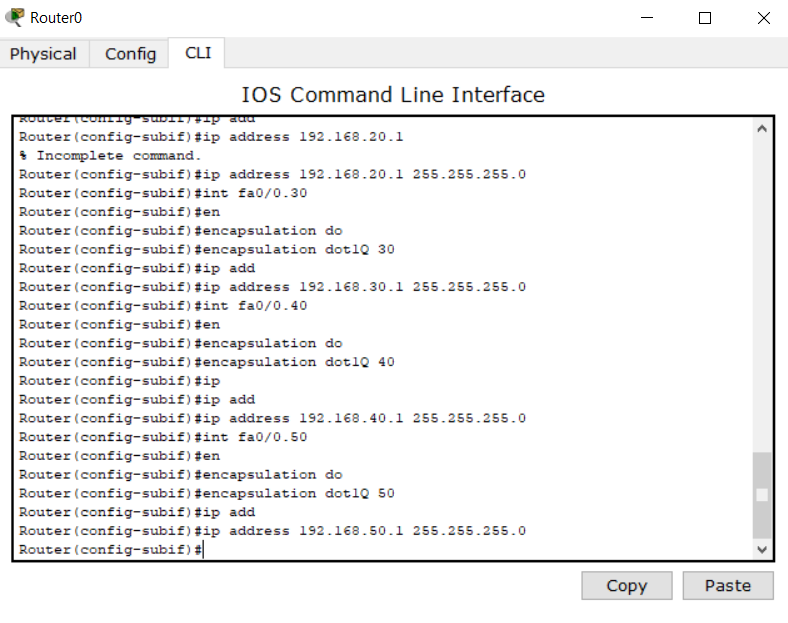 Router0
Physical Config CLI
IOS Command Line Interface
Router(config-subif)#ip add
Router(config-subif)#ip address 192.168.20.1
% Incomplete command.
Router(config-subif)#ip address 192.168.20.1 255.255.255.0
Router(config-subif)#int fa0/0.30
Router(config-subif)#en
Router(config-subif)#encapsulation do
Router(config-subif)#encapsulation dot1Q 30
Router(config-subif)#ip add
Router(config-subif)#ip address 192.168.30.1 255.255.255.0
Router(config-subif)#int fa0/0.40
Router(config-subif)#en
Router(config-subif)#encapsulation do
Router(config-subif)#encapsulation dot1Q 40
Router(config-subif)#ip
Router(config-subif)#ip add
Router(config-subif)#ip address 192.168.40.1 255.255.255.0
Router(config-subif)#int fa0/0.50
Router(config-subif)#en
Router(config-subif)#encapsulation do
Router(config-subif)#encapsulation dot1Q 50
Router(config-subif)#ip add
Router(config-subif)#ip address 192.168.50.1 255.255.255.0
Router(config-subif)#
Copy Paste